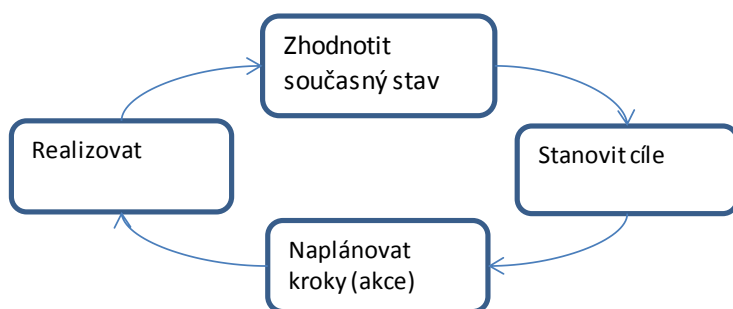 Zhodnotit
současný stav
Realizovat
Stanovit cíle
Naplánovat
kroky (akce)